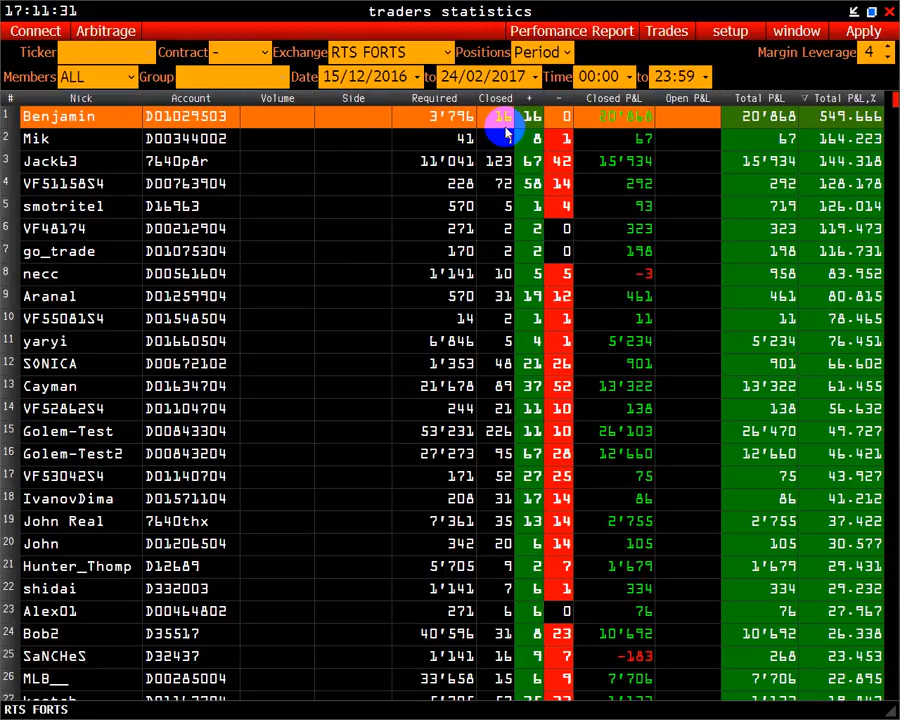 17:11:31 traders statistics
Connect Arbitrage Perfomance Report Trades setup window Apply
Ticker Contract - Exchange RTS FORTS Positions Period Margin Leverage 4
Members ALL Group Date 15/12/2016 to 24/02/2017 Time 00:00 to 23:59
# Nick Account Volume Side Required Closed + - Closed P&L Open P&L Total P&L Total P&L,%
1 Benjamin D01029503 3'796 16 16 0 20'868 20'868 549.666
2 Mik D00344002 41 8 1 67 67 164.223
3 Jack63 7640p8r 11'041 123 67 42 15'934 15'934 144.318
4 VF51158S4 D00763904 228 72 58 14 292 292 128.178
5 smotritel D16963 570 5 1 4 93 719 126.014
6 VF48174 D00212904 271 2 2 0 323 323 119.473
7 go_trade D01075304 170 2 2 0 198 198 116.731
8 necc D00561604 1'141 10 5 5 -3 958 83.952
9 Aranal D01259904 570 31 19 12 461 461 80.815
10 VF55081S4 D01548504 14 2 1 1 11 11 78.465
11 yaryi D01660504 6'846 5 4 1 5'234 5'234 76.451
12 SONICA D00672102 1'353 48 21 26 901 901 66.602
13 Cayman D01634704 21'678 89 37 52 13'322 13'322 61.455
14 VF52862S4 D01104704 244 21 11 10 138 138 56.632
15 Golem-Test D00843304 53'231 226 11 10 26'103 26'470 49.727
16 Golem-Test2 D00843204 27'273 95 67 28 12'660 12'660 46.421
17 VF53042S4 D01140704 171 52 27 25 75 75 43.927
18 IvanovDima D01571104 208 31 17 14 86 86 41.212
19 John Real 7640thx 7'361 35 13 14 2'755 2'755 37.422
20 John D01206504 342 20 6 14 105 105 30.577
21 Hunter_Thomp D12689 5'705 9 2 7 1'679 1'679 29.431
22 shidai D332003 1'141 7 6 1 334 334 29.232
23 Alex01 D00464802 271 6 6 0 76 76 27.967
24 Bob2 D35517 40'596 31 8 23 10'692 10'692 26.338
25 SaNCHeS D32437 1'141 16 9 7 -183 268 23.453
26 MLB__ D00285004 33'658 15 6 9 7'706 7'706 22.895
27
RTS FORTS